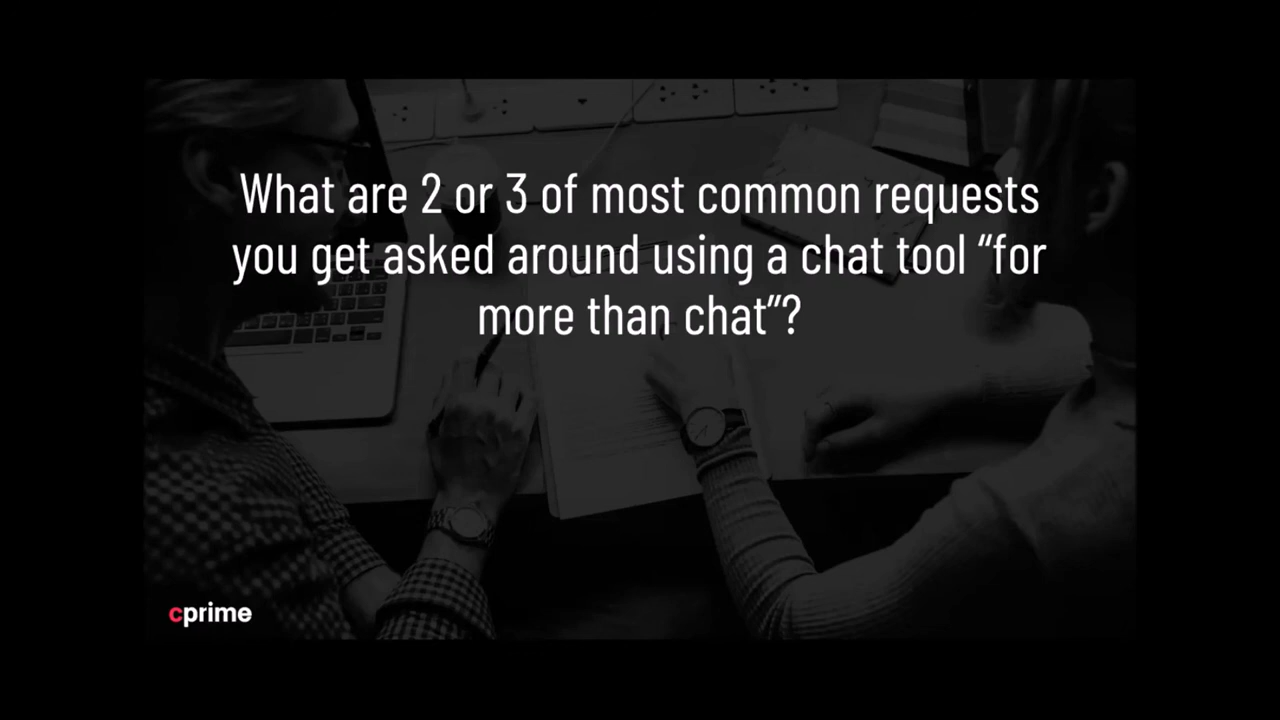 What are 2 or 3 of most common requests
you get asked around using a chat tool “for
more than chat”?
cprime